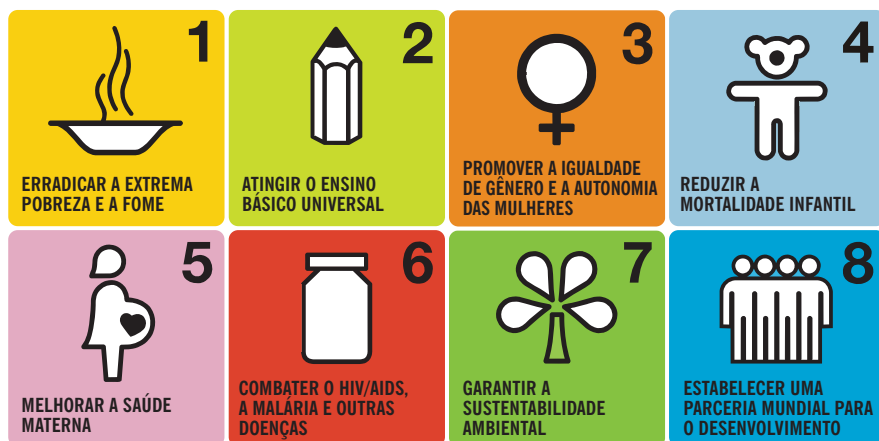 1
ERRADICAR A EXTREMA
POBREZA E A FOME
2
ATINGIR O ENSINO
BÁSICO UNIVERSAL
3
PROMOVER A IGUALDADE
DE GÊNERO E A AUTONOMIA
DAS MULHERES
4
REDUZIR A
MORTALIDADE INFANTIL
5
MELHORAR A SAÚDE
MATERNA
6
COMBATER O HIV/AIDS,
A MALÁRIA E OUTRAS
DOENÇAS
7
GARANTIR A
SUSTENTABILIDADE
AMBIENTAL
8
ESTABELECER UMA
PARCERIA MUNDIAL PARA
O DESENVOLVIMENTO